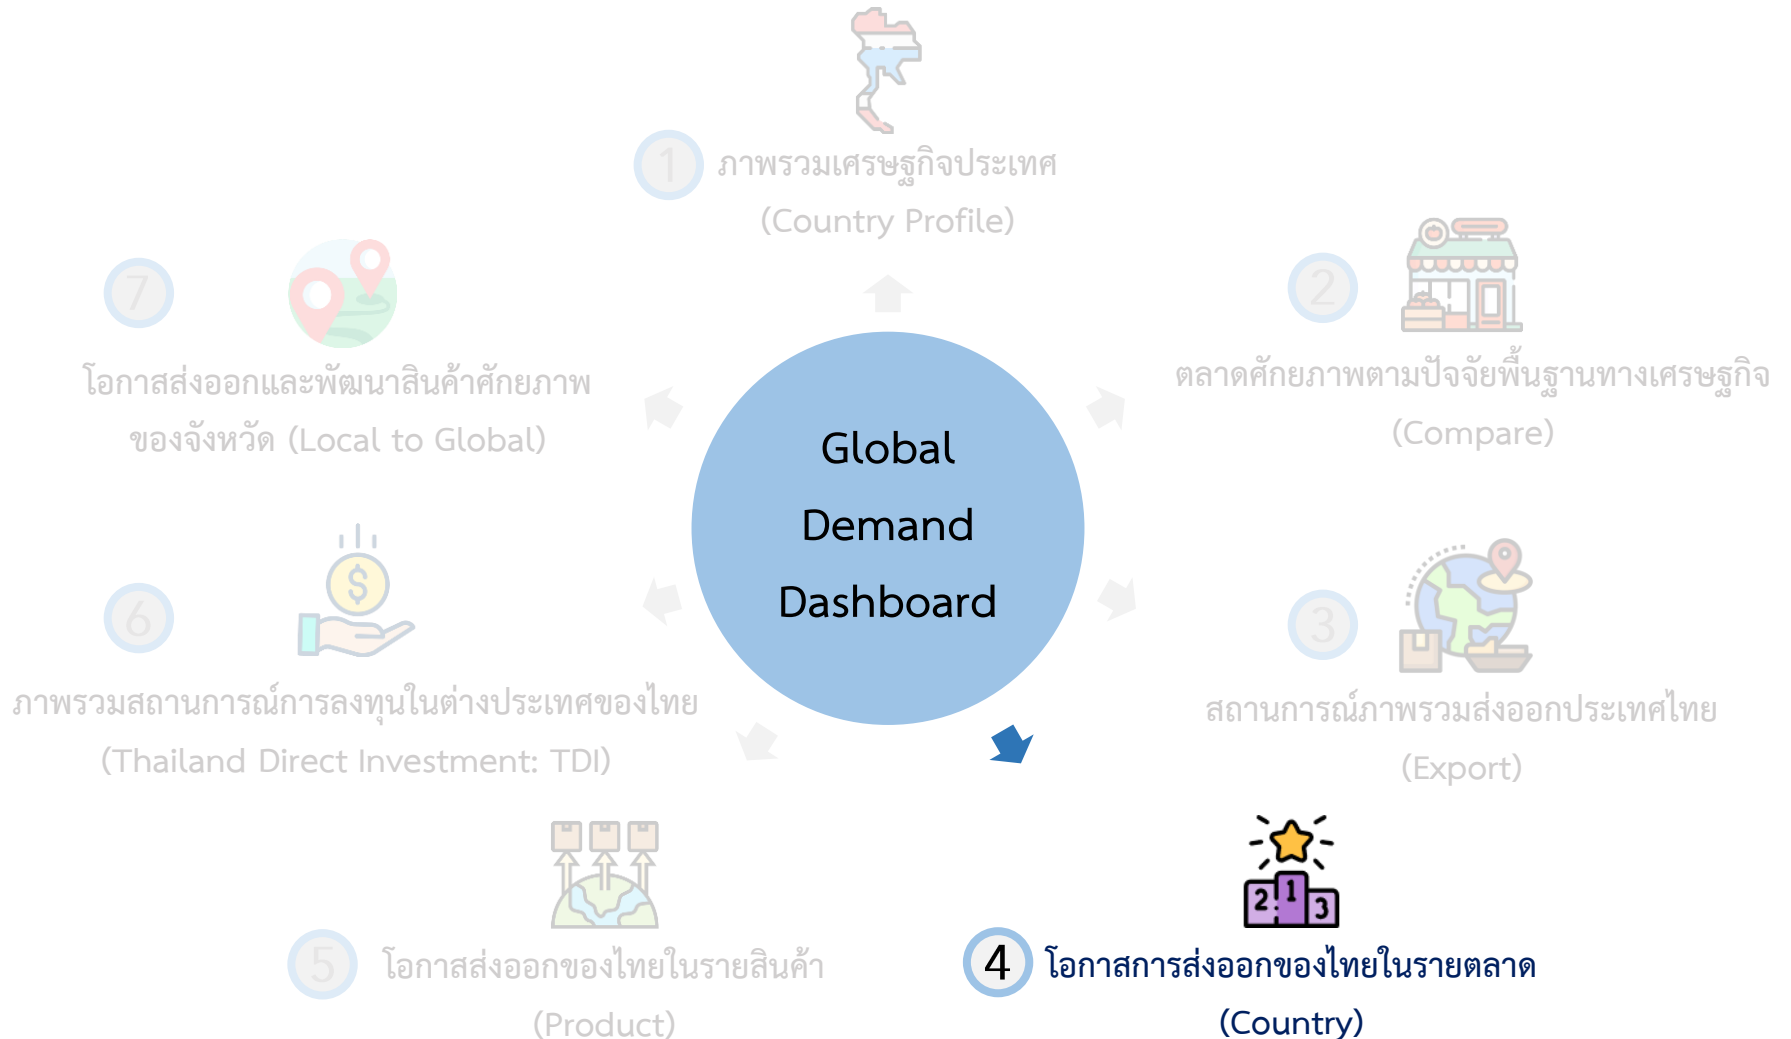 1
ภาพรวมเศรษฐกิจประเทศ
(Country Profile)
2
ตลาดศักยภาพตามปัจจัยพื้นฐานทางเศรษฐกิจ
(Compare)
3
สถานการณ์ภาพรวมส่งออกประเทศไทย
(Export)
2 1 3
4 โอกาสการส่งออกของไทยในรายตลาด
(Country)
5 โอกาสส่งออกของไทยในรายสินค้า
(Product)
6
$
ภาพรวมสถานการณ์การลงทุนในต่างประเทศของไทย
(Thailand Direct Investment: TDI)
7
โอกาสส่งออกและพัฒนาสินค้าศักยภาพ
ของจังหวัด (Local to Global)
Global
Demand
Dashboard